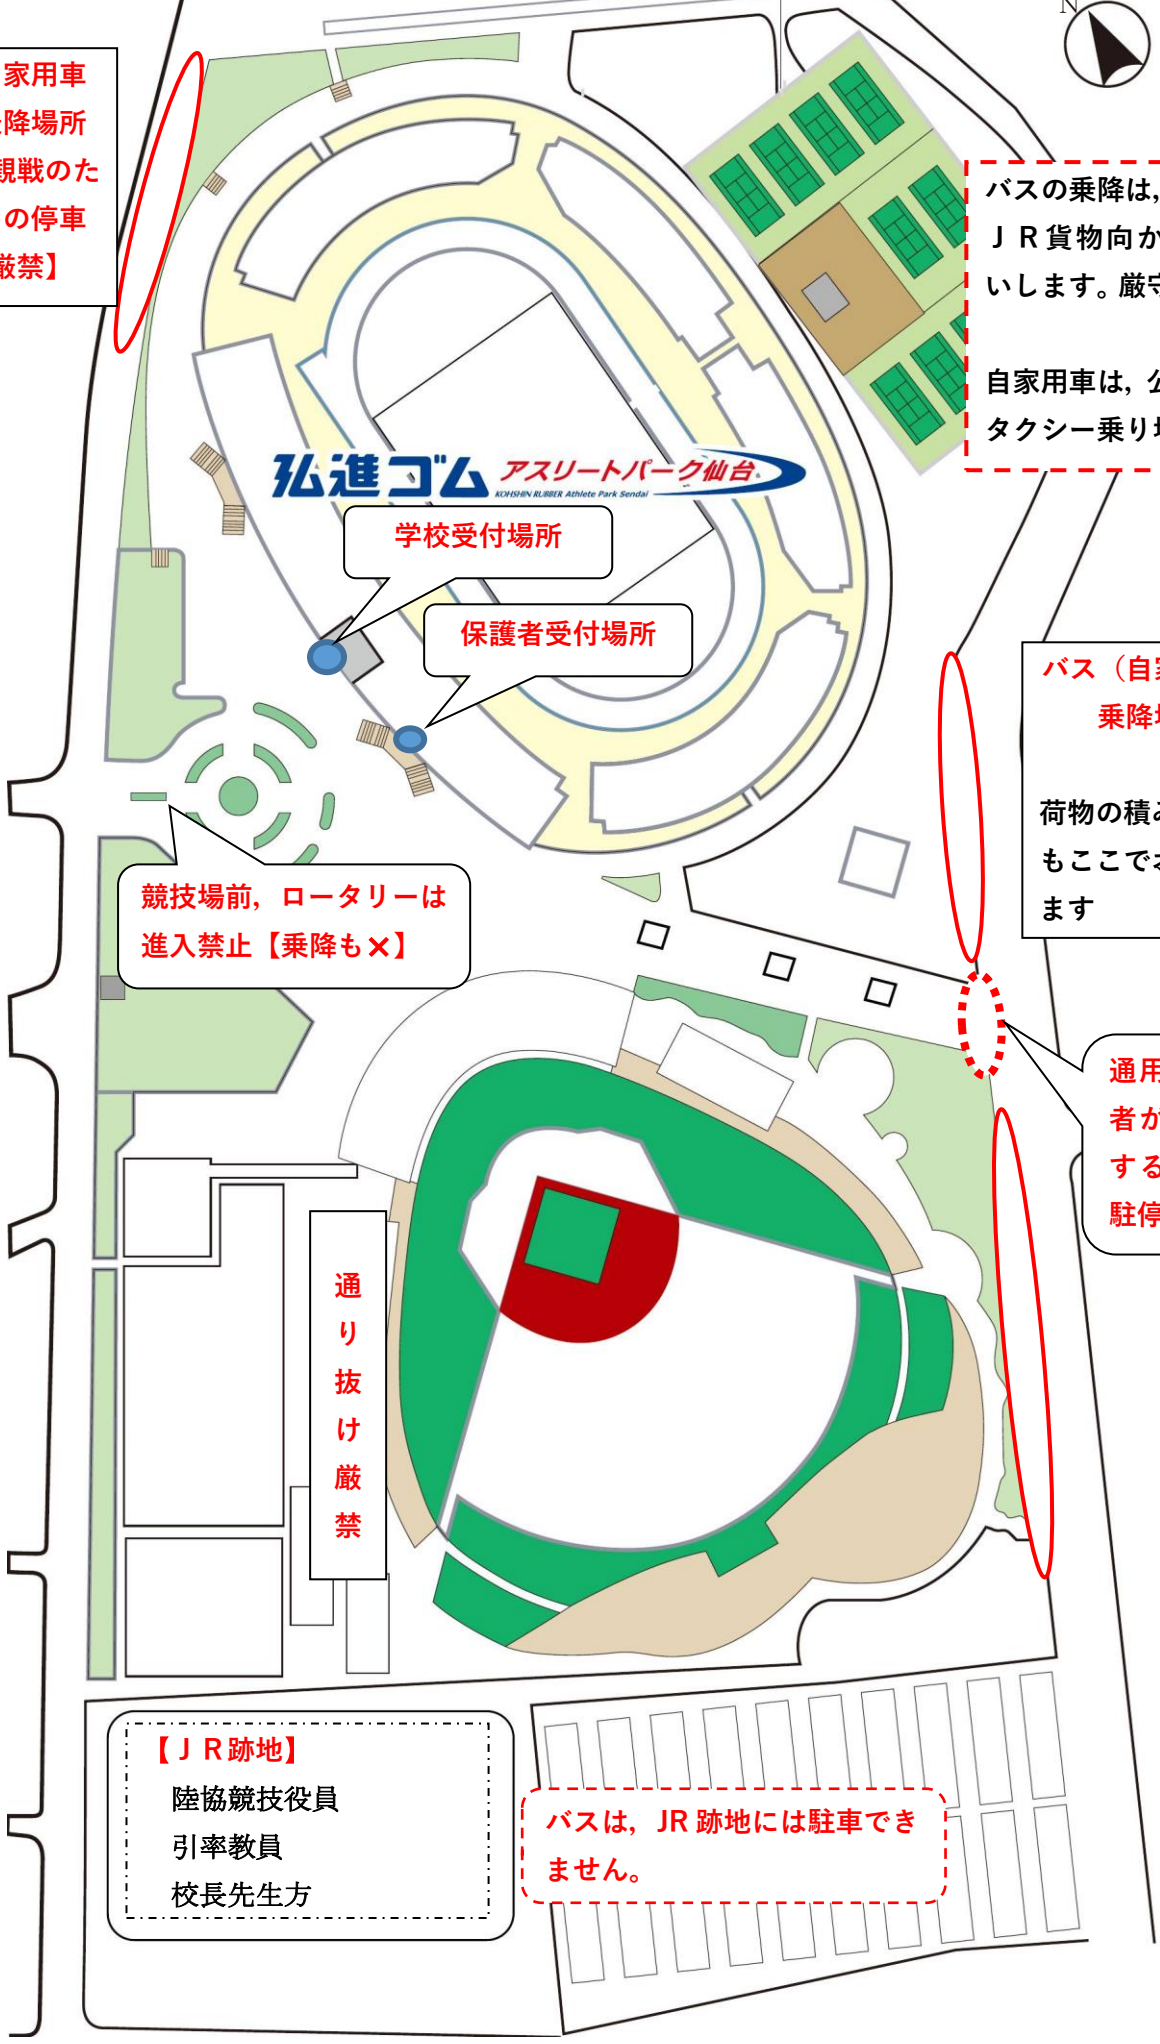 N
家用車
降場所
観戦のた
の停車
厳禁】
バスの乗降は，
ＪＲ貨物向か
いします。厳守
自家用車は，公
タクシー乗り場
弘進ゴム アスリートパーク仙台
KOHSHIN RUBBER Athlete Park Sendai
学校受付場所
保護者受付場所
バス（自家
乗降場
荷物の積み
もここでお
ます
競技場前，ロータリーは
進入禁止【乗降も×】
通用
者が
する
駐停
通り抜け厳禁
【ＪＲ跡地】
陸協競技役員
引率教員
校長先生方
バスは，JR 跡地には駐車でき
ません。